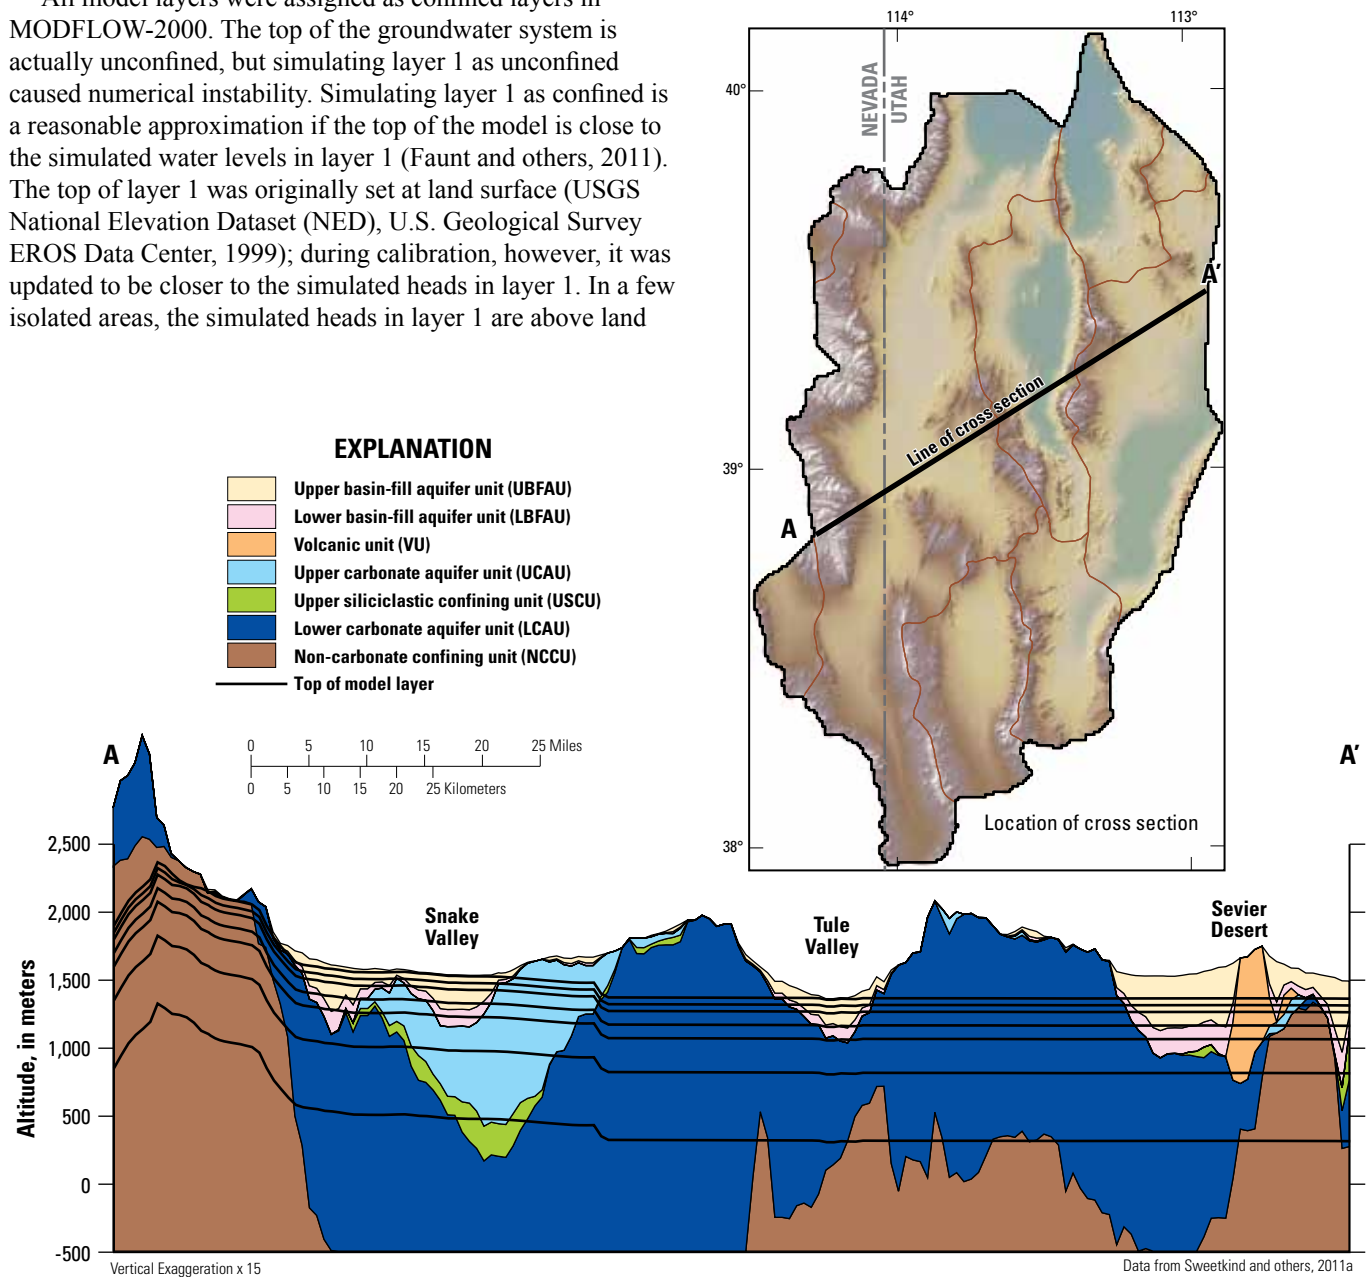 All model layers were assigned as confined layers in
MODFLOW-2000. The top of the groundwater system is
actually unconfined, but simulating layer 1 as unconfined
caused numerical instability. Simulating layer 1 as confined is
a reasonable approximation if the top of the model is close to
the simulated water levels in layer 1 (Faunt and others, 2011).
The top of layer 1 was originally set at land surface (USGS
National Elevation Dataset (NED), U.S. Geological Survey
EROS Data Center, 1999); during calibration, however, it was
updated to be closer to the simulated heads in layer 1. In a few
isolated areas, the simulated heads in layer 1 are above land
114° 113°
40°
39°
38°
NEVADA
UTAH
A
A’
Line of cross section
Location of cross section
EXPLANATION
Upper basin-fill aquifer unit (UBFAU)
Lower basin-fill aquifer unit (LBFAU)
Volcanic unit (VU)
Upper carbonate aquifer unit (UCAU)
Upper siliciclastic confining unit (USCU)
Lower carbonate aquifer unit (LCAU)
Non-carbonate confining unit (NCCU)
Top of model layer
0 5 10 15 20 25 Miles
0 5 10 15 20 25 Kilometers
A
A’
Altitude, in meters
2,500
2,000
1,500
1,000
500
0
-500
Snake
Valley
Tule
Valley
Sevier
Desert
Vertical Exaggeration x 15
Data from Sweetkind and others, 2011a